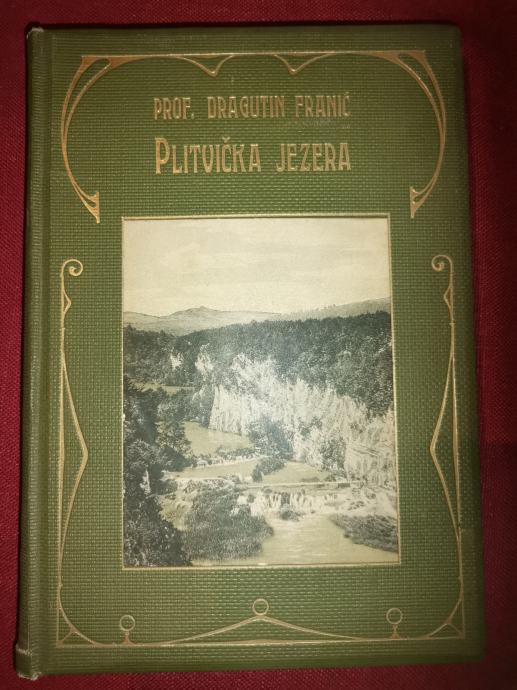 PROF. DRAGUTIN FRANIĆ
PLITVIČKA JEZERA